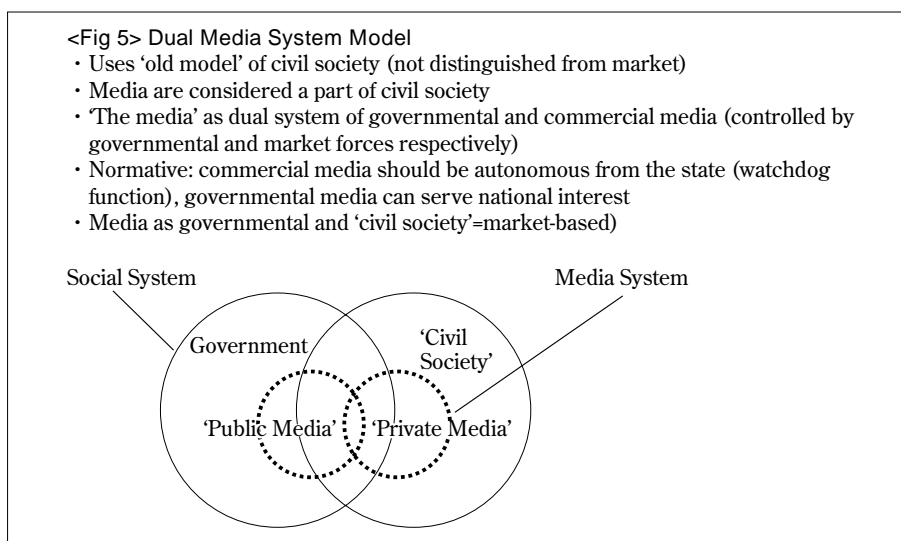 <Fig 5> Dual Media System Model
・Uses ‘old model’ of civil society (not distinguished from market)
・Media are considered a part of civil society
・‘The media’ as dual system of governmental and commercial media (controlled by
governmental and market forces respectively)
・Normative: commercial media should be autonomous from the state (watchdog
function), governmental media can serve national interest
・Media as governmental and ‘civil society’=market-based)
Social System
Media System
Government
‘Civil
Society’
‘Public Media’
‘Private Media’